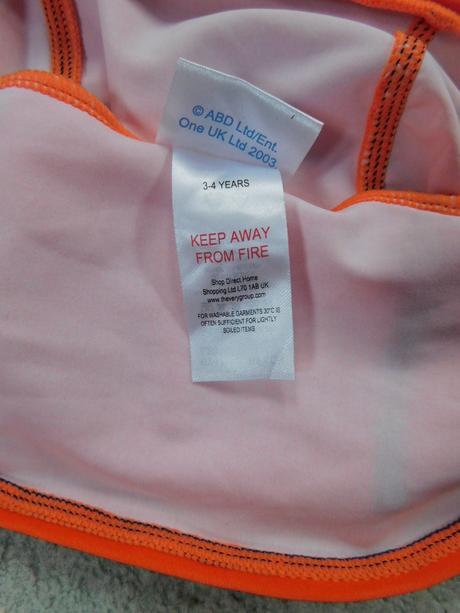 © ABD Ltd/Ent.
One UK Ltd 2003.
3-4 YEARS
KEEP AWAY
FROM FIRE
Shop Direct Home
Shopping Ltd L70 1AB UK
www.theverygroup.com
FOR WASHABLE GARMENTS 30°C IS
OFTEN SUFFICIENT FOR LIGHTLY
SOILED ITEMS